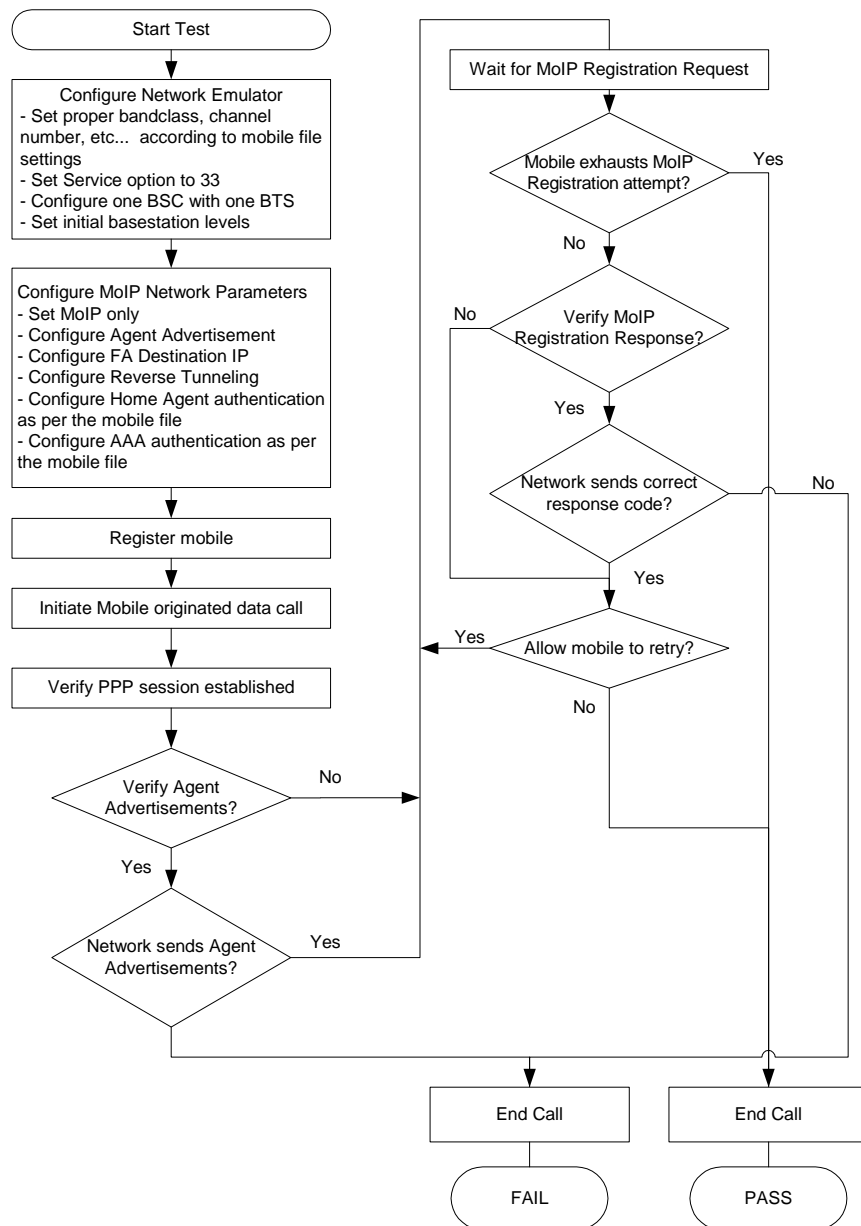 Start Test
Configure Network Emulator
- Set proper bandclass, channel
number, etc... according to mobile file
settings
- Set Service option to 33
- Configure one BSC with one BTS
- Set initial basestation levels
Configure MoIP Network Parameters
- Set MoIP only
- Configure Agent Advertisement
- Configure FA Destination IP
- Configure Reverse Tunneling
- Configure Home Agent authentication
as per the mobile file
- Configure AAA authentication as per
the mobile file
Register mobile
Initiate Mobile originated data call
Verify PPP session established
Verify Agent
Advertisements?
No
Yes
Network sends Agent
Advertisements?
Yes
Wait for MoIP Registration Request
Mobile exhausts MoIP
Registration attempt?
Yes
No
Verify MoIP
Registration Response?
No
Yes
Network sends correct
response code?
No
Yes
Allow mobile to retry?
Yes
No
End Call
End Call
FAIL
PASS